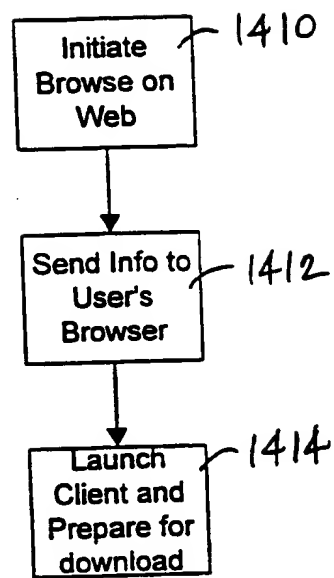 Initiate
Browse on
Web
1410
Send Info to
User's
Browser
1412
Launch
Client and
Prepare for
download
1414